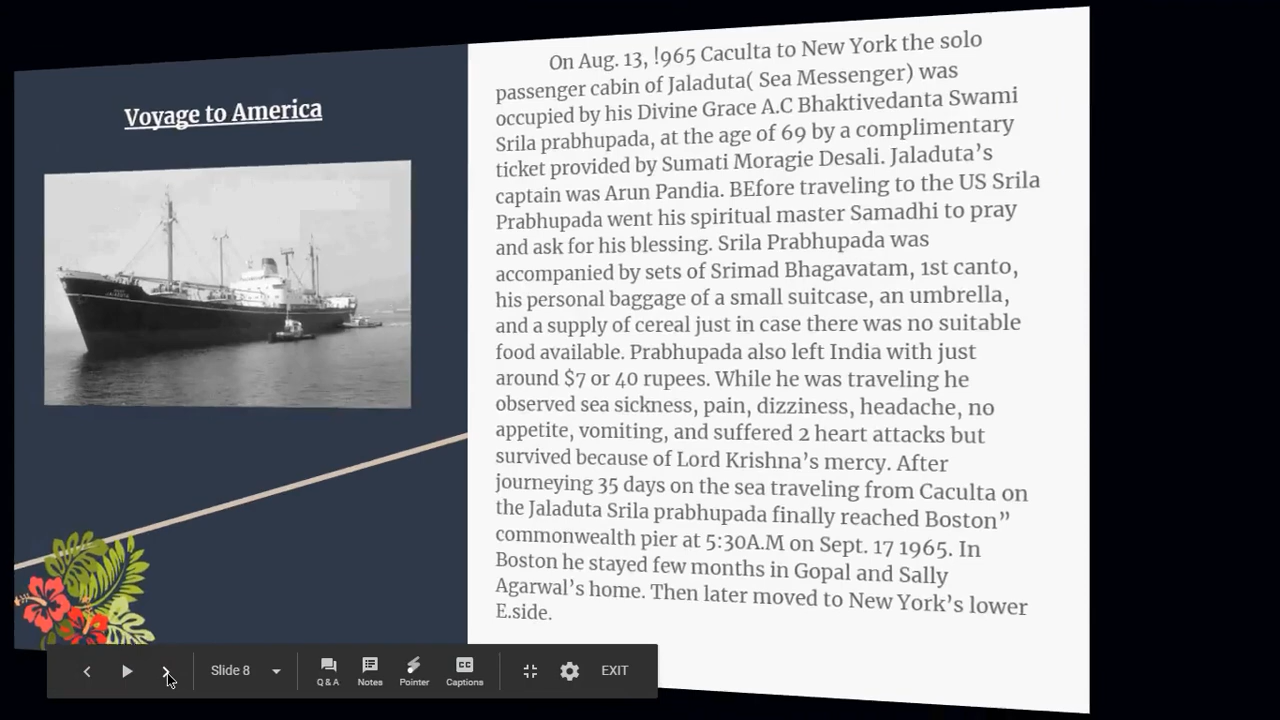 Voyage to America
On Aug. 13, !965 Caculta to New York the solo
passenger cabin of Jaladuta( Sea Messenger) was
occupied by his Divine Grace A.C Bhaktivedanta Swami
Srila prabhupada, at the age of 69 by a complimentary
ticket provided by Sumati Moragie Desali. Jaladuta's
captain was Arun Pandia. BEfore traveling to the US Srila
Prabhupada went his spiritual master Samadhi to pray
and ask for his blessing. Srila Prabhupada was
accompanied by sets of Srimad Bhagavatam, 1st canto,
his personal baggage of a small suitcase, an umbrella,
and a supply of cereal just in case there was no suitable
food available. Prabhupada also left India with just
around $7 or 40 rupees. While he was traveling he
observed sea sickness, pain, dizziness, headache, no
appetite, vomiting, and suffered 2 heart attacks but
survived because of Lord Krishna's mercy. After
journeying 35 days on the sea traveling from Caculta on
the Jaladuta Srila prabhupada finally reached Boston”
commonwealth pier at 5:30A.M on Sept. 17 1965. In
Boston he stayed few months in Gopal and Sally
Agarwal's home. Then later moved to New York's lower
E.side.
Slide 8
Q & A
Notes
Pointer
Captions
EXIT